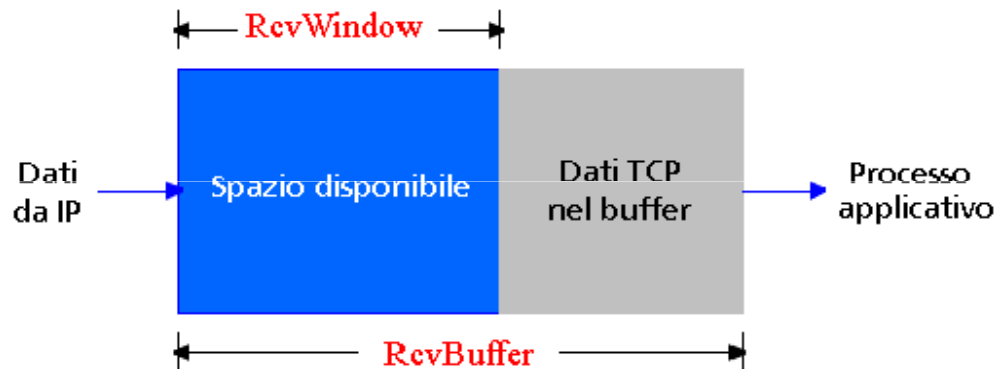 RcvWindow
Dati
da IP
Spazio disponibile
Dati TCP
nel buffer
Processo
applicativo
RcvBuffer